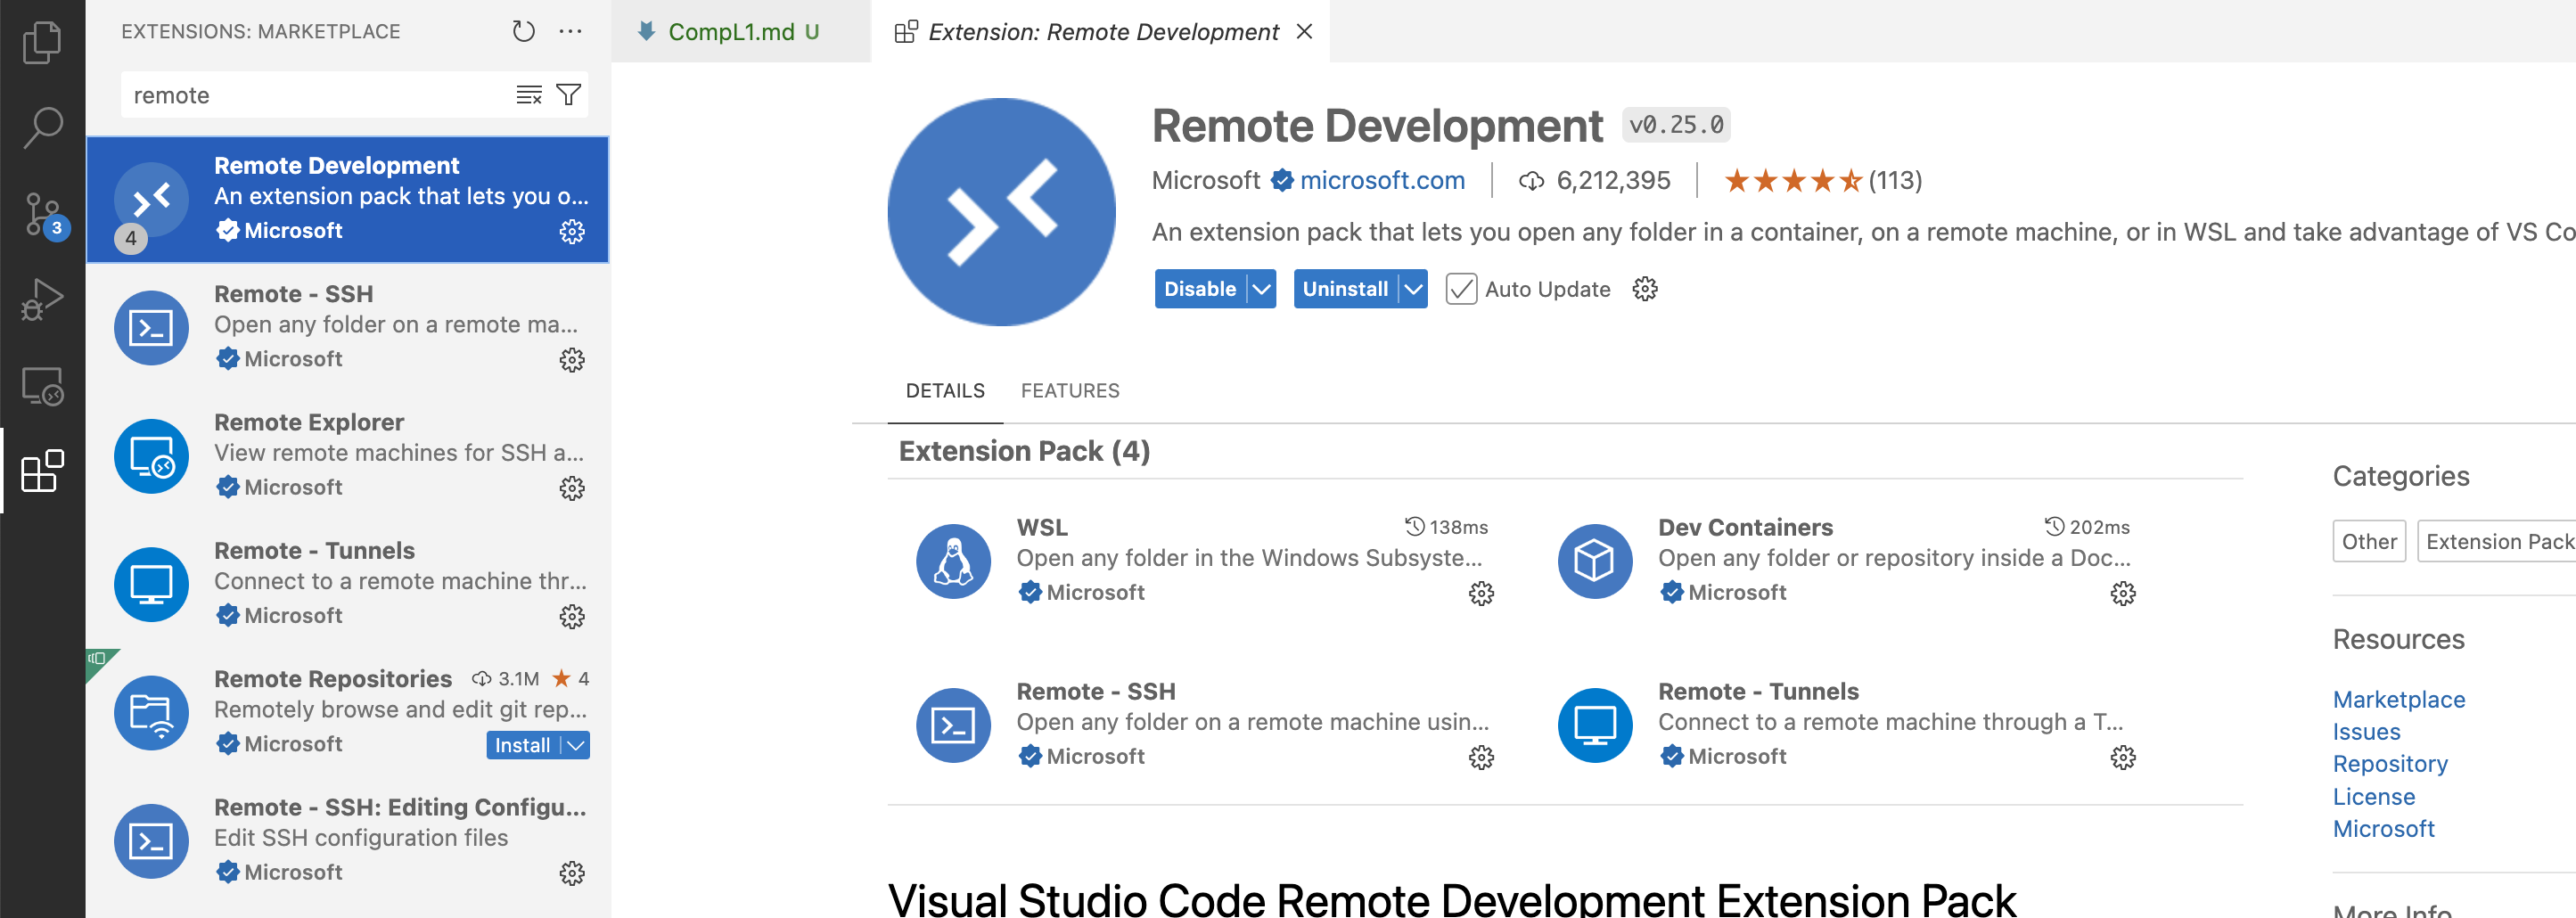 EXTENSIONS: MARKETPLACE
remote
Remote Development
An extension pack that lets you o...
Microsoft
4
Remote - SSH
Open any folder on a remote ma...
Microsoft
Remote Explorer
View remote machines for SSH a...
Microsoft
Remote - Tunnels
Connect to a remote machine thr...
Microsoft
Remote Repositories 3.1M 4
Remotely browse and edit git rep...
Microsoft Install
Remote - SSH: Editing Configu...
Edit SSH configuration files
Microsoft
3
CompL1.md U
Extension: Remote Development
Remote Development v0.25.0
Microsoft microsoft.com 6,212,395 (113)
An extension pack that lets you open any folder in a container, on a remote machine, or in WSL and take advantage of VS Co
Disable Uninstall Auto Update
DETAILS FEATURES
Extension Pack (4)
WSL 138ms
Open any folder in the Windows Subsyste...
Microsoft
Dev Containers 202ms
Open any folder or repository inside a Doc...
Microsoft
Remote - SSH
Open any folder on a remote machine usin...
Microsoft
Remote - Tunnels
Connect to a remote machine through a T...
Microsoft
Visual Studio Code Remote Development Extension Pack
Categories
Other Extension Pack
Resources
Marketplace
Issues
Repository
License
Microsoft
More Info